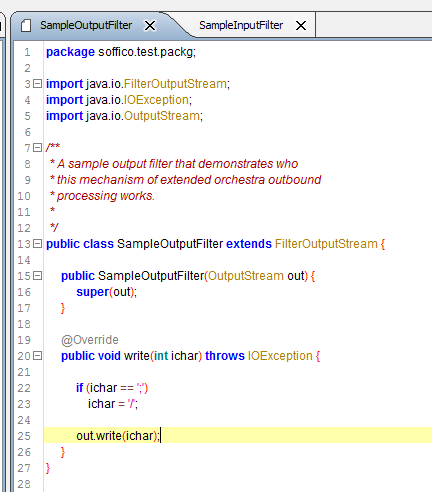 SampleOutputFilter SampleInputFilter
1 package soffico.test.packg;
2
3 import java.io.FilterOutputStream;
4 import java.io.IOException;
5 import java.io.OutputStream;
6
7 /**
8 * A sample output filter that demonstrates who
9 * this mechanism of extended orchestra outbound
10 * processing works.
11 *
12 */
13 public class SampleOutputFilter extends FilterOutputStream {
14
15 public SampleOutputFilter(OutputStream out) {
16 super(out);
17 }
18
19 @Override
20 public void write(int ichar) throws IOException {
21
22 if (ichar == ';')
23 ichar = '/';
24
25 out.write(ichar);
26 }
27 }
28